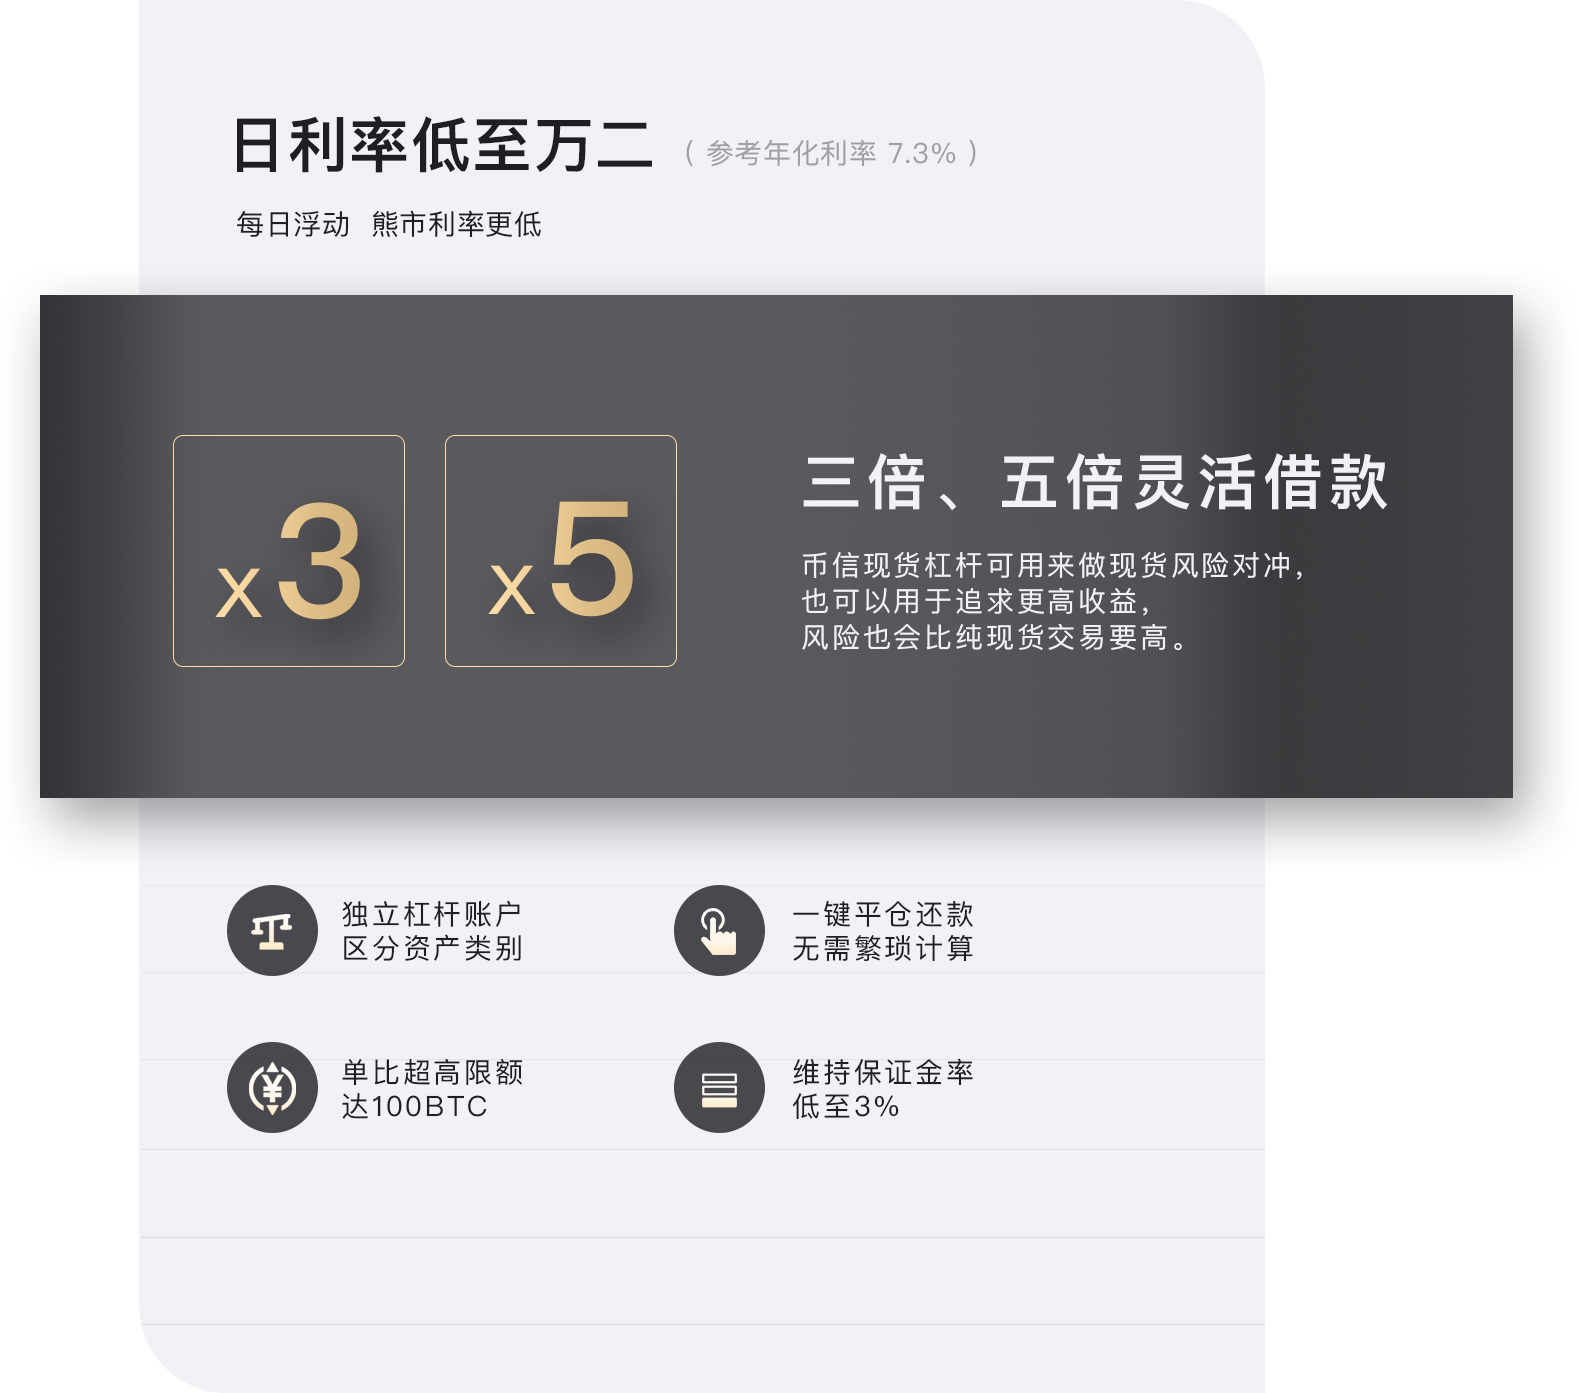 日利率低至万二 ( 参考年化利率 7.3% )
每日浮动 熊市利率更低
x3 x5
三倍、五倍灵活借款
币信现货杠杆可用来做现货风险对冲，
也可以用于追求更高收益，
风险也会比纯现货交易要高。
独立杠杆账户
区分资产类别
一键平仓还款
无需繁琐计算
单比超高限额
达100BTC
维持保证金率
低至3%